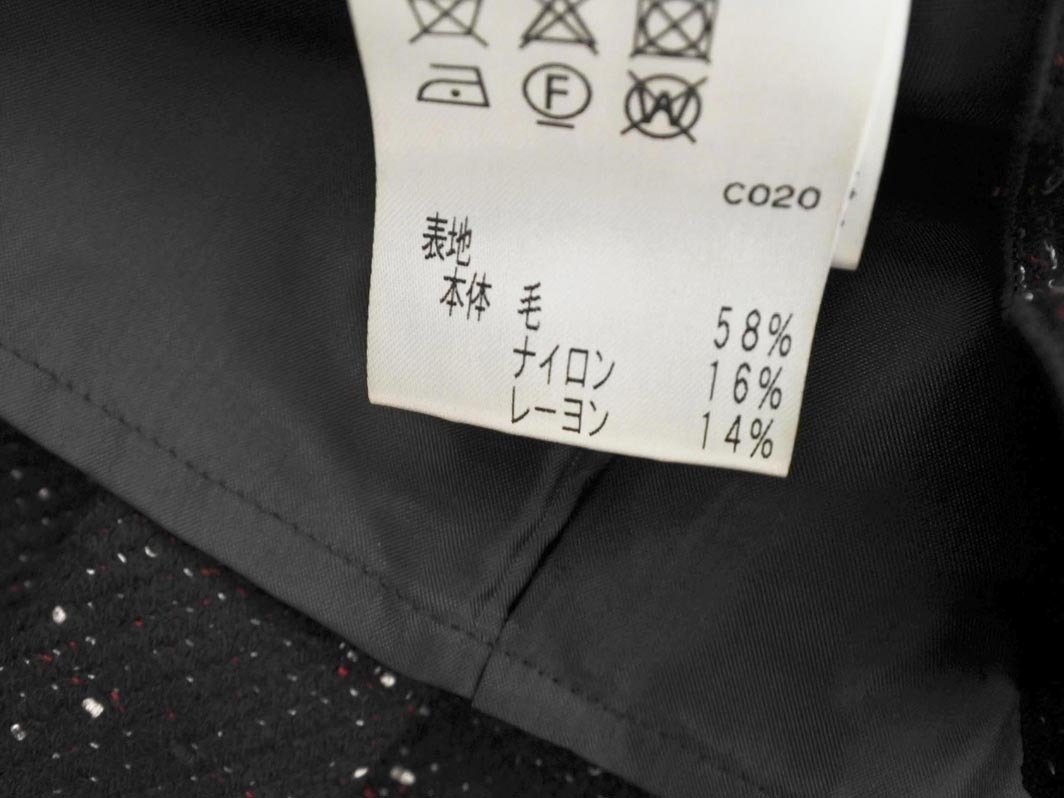 F
W
C020
表地
本体 毛 58%
ナイロン 16%
レーヨン 14%